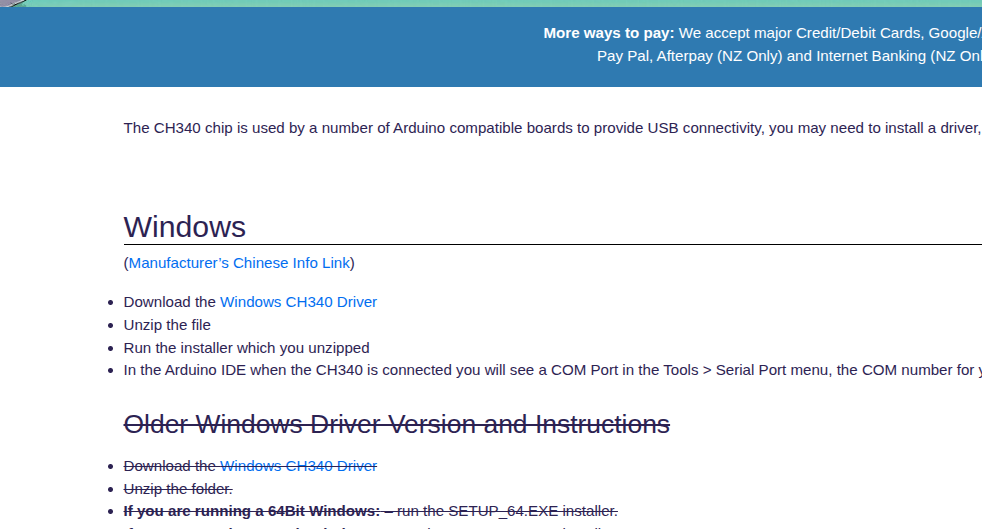 More ways to pay: We accept major Credit/Debit Cards, Google/
Pay Pal, Afterpay (NZ Only) and Internet Banking (NZ Onl
The CH340 chip is used by a number of Arduino compatible boards to provide USB connectivity, you may need to install a driver,
Windows
(Manufacturer’s Chinese Info Link)
Download the Windows CH340 Driver
Unzip the file
Run the installer which you unzipped
In the Arduino IDE when the CH340 is connected you will see a COM Port in the Tools > Serial Port menu, the COM number for y
Older Windows Driver Version and Instructions
Download the Windows CH340 Driver
Unzip the folder.
If you are running a 64Bit Windows: – run the SETUP_64.EXE installer.